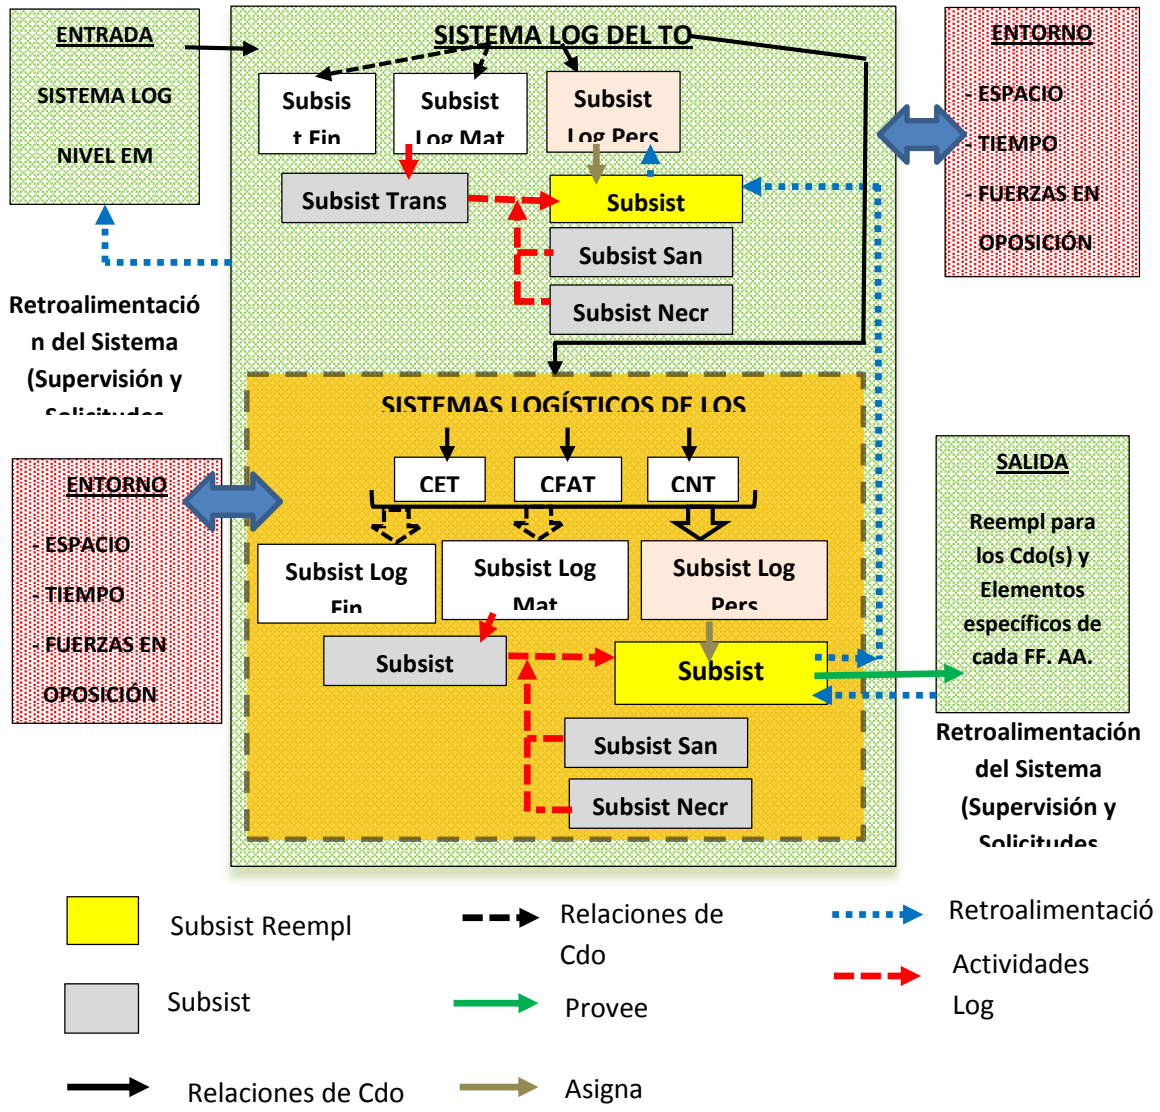 ENTRADA
SISTEMA LOG
NIVEL EM
SISTEMA LOG DEL TO
ENTORNO
- ESPACIO
- TIEMPO
- FUERZAS EN
OPOSICIÓN
Subsis
t Fin
Subsist
Log Mat
Subsist
Log Pers
Subsist Trans
Subsist
Subsist San
Subsist Necr
Retroalimentació
n del Sistema
(Supervisión y
Solicitudes
SISTEMAS LOGÍSTICOS DE LOS
CET
CFAT
CNT
ENTORNO
- ESPACIO
- TIEMPO
- FUERZAS EN
OPOSICIÓN
Subsist Log
Fin
Subsist Log
Mat
Subsist Log
Pers
Subsist
Subsist
Subsist San
Subsist Necr
SALIDA
Reempl para
los Cdo(s) y
Elementos
específicos de
cada FF. AA.
Retroalimentación
del Sistema
(Supervisión y
Solicitudes
Subsist Reempl
Relaciones de
Cdo
Retroalimentació
Subsist
Provee
Actividades
Log
Relaciones de Cdo
Asigna